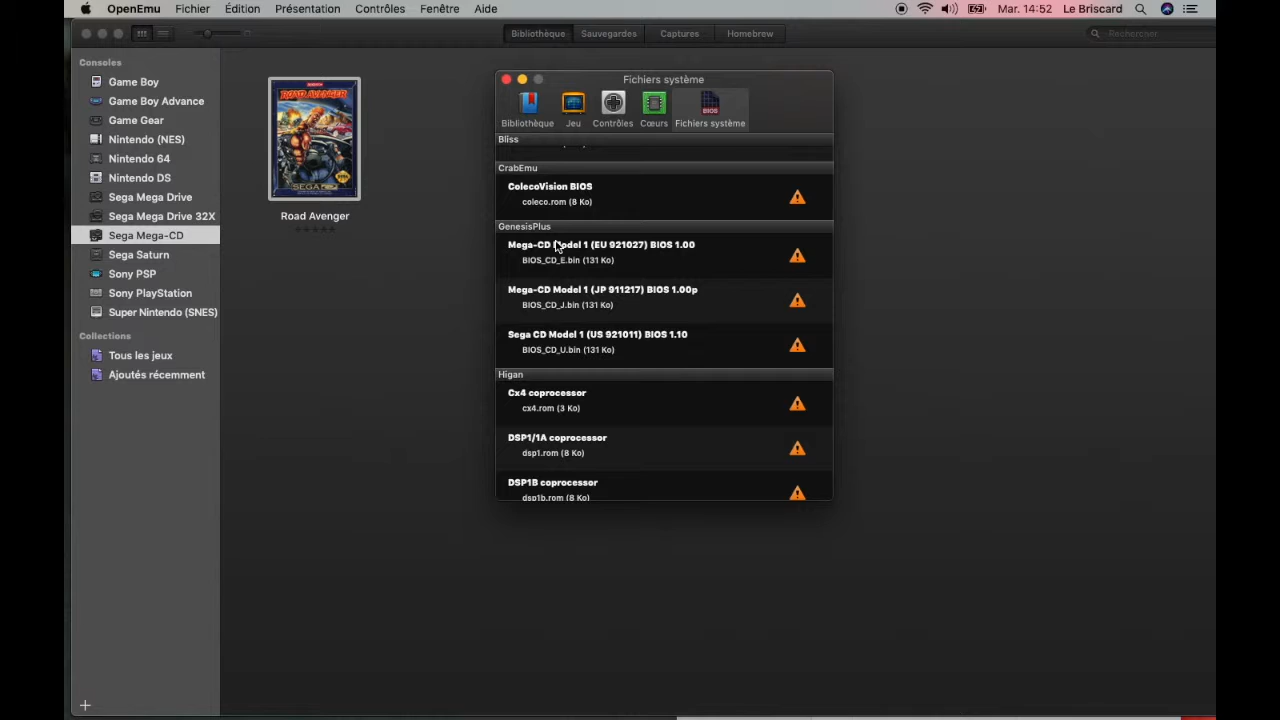 OpenEmu Fichier Édition Présentation Contrôles Fenêtre Aide Mar. 14:52 Le Briscard
Bibliothèque Sauvegardes Captures Homebrew Rechercher
Consoles
Game Boy
Game Boy Advance
Game Gear
Nintendo (NES)
Nintendo 64
Nintendo DS
Sega Mega Drive
Sega Mega Drive 32X
Sega Mega-CD
Sega Saturn
Sony PSP
Sony PlayStation
Super Nintendo (SNES)
Collections
Tous les jeux
Ajoutés récemment
ROAD AVENGER
SEGA CD
Road Avenger
Fichiers système
Bibliothèque Jeu Contrôles Cœurs BIOS Fichiers système
Bliss
CrabEmu
ColecoVision BIOS
coleco.rom (8 Ko)
GenesisPlus
Mega-CD Model 1 (EU 921027) BIOS 1.00
BIOS_CD_E.bin (131 Ko)
Mega-CD Model 1 (JP 911217) BIOS 1.00p
BIOS_CD_J.bin (131 Ko)
Sega CD Model 1 (US 921011) BIOS 1.10
BIOS_CD_U.bin (131 Ko)
Higan
Cx4 coprocessor
cx4.rom (3 Ko)
DSP1/1A coprocessor
dsp1.rom (8 Ko)
DSP1B coprocessor
dsp1b.rom (8 Ko)